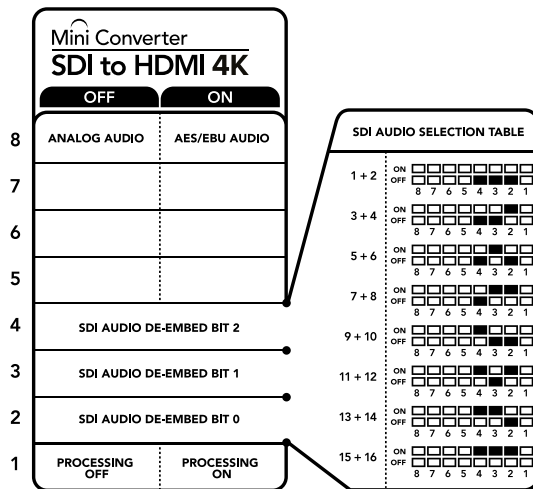 Mini Converter
SDI to HDMI 4K
OFF ON
8 ANALOG AUDIO AES/EBU AUDIO
7
6
5
4 SDI AUDIO DE-EMBED BIT 2
3 SDI AUDIO DE-EMBED BIT 1
2 SDI AUDIO DE-EMBED BIT 0
1 PROCESSING OFF PROCESSING ON
SDI AUDIO SELECTION TABLE
1 + 2 ON
OFF
8 7 6 5 4 3 2 1
3 + 4 ON
OFF
8 7 6 5 4 3 2 1
5 + 6 ON
OFF
8 7 6 5 4 3 2 1
7 + 8 ON
OFF
8 7 6 5 4 3 2 1
9 + 10 ON
OFF
8 7 6 5 4 3 2 1
11 + 12 ON
OFF
8 7 6 5 4 3 2 1
13 + 14 ON
OFF
8 7 6 5 4 3 2 1
15 + 16 ON
OFF
8 7 6 5 4 3 2 1